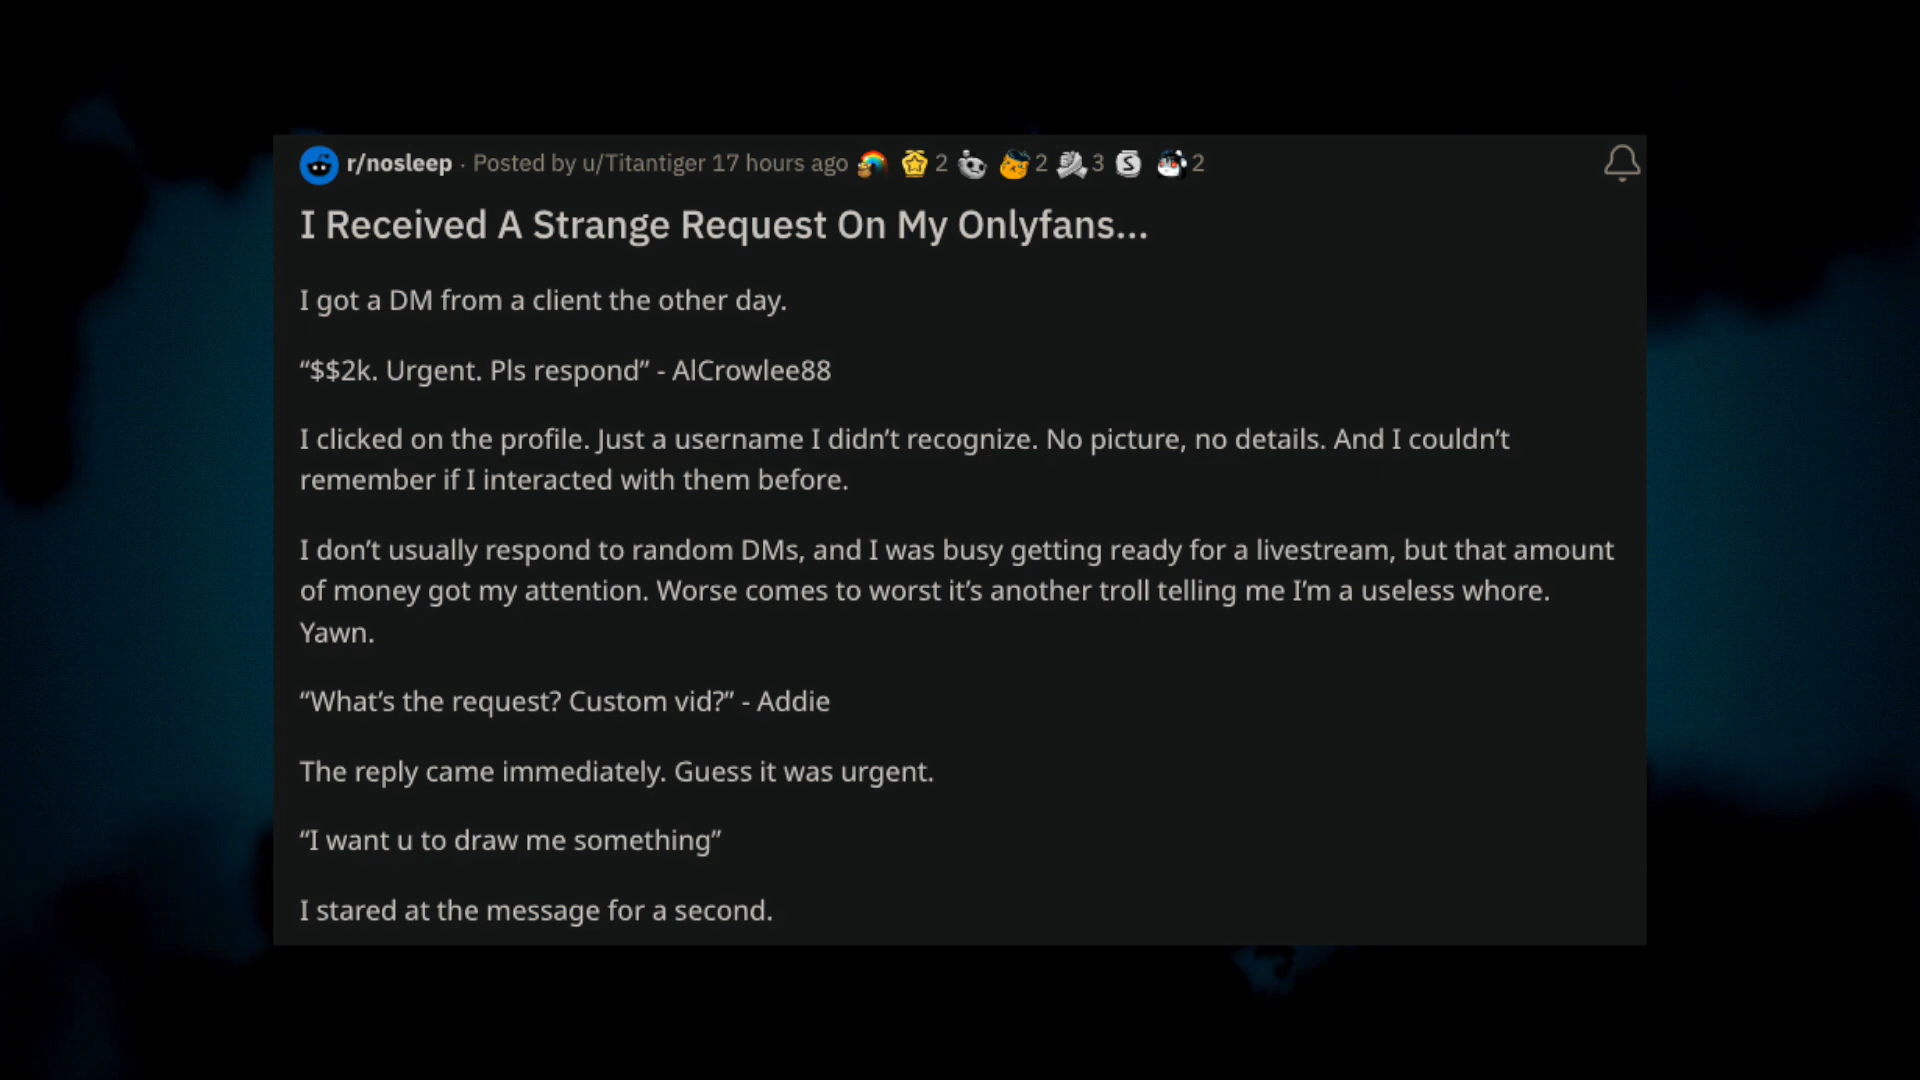 r/nosleep · Posted by u/Titantiger 17 hours ago 2 2 3 S 2
I Received A Strange Request On My Onlyfans...
I got a DM from a client the other day.
“$$2k. Urgent. Pls respond” - AlCrowlee88
I clicked on the profile. Just a username I didn’t recognize. No picture, no details. And I couldn’t
remember if I interacted with them before.
I don’t usually respond to random DMs, and I was busy getting ready for a livestream, but that amount
of money got my attention. Worse comes to worst it’s another troll telling me I’m a useless whore.
Yawn.
“What’s the request? Custom vid?” - Addie
The reply came immediately. Guess it was urgent.
“I want u to draw me something”
I stared at the message for a second.